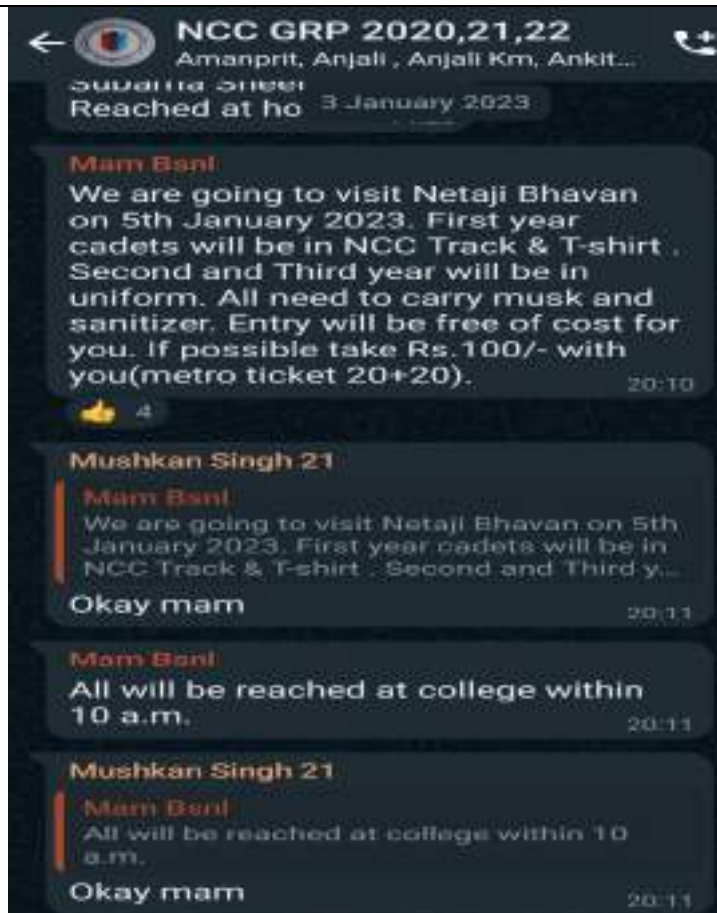 NCC GRP 2020,21,22
Amanprit, Anjali , Anjali Km, Ankit...
Reached at ho
3 January 2023
Mam Bsnl
We are going to visit Netaji Bhavan
on 5th January 2023. First year
cadets will be in NCC Track & T-shirt .
Second and Third year will be in
uniform. All need to carry musk and
sanitizer. Entry will be free of cost for
you. If possible take Rs.100/- with
you(metro ticket 20+20).
20:10
4
Mushkan Singh 21
Mam Bsnl
We are going to visit Netaji Bhavan on 5th
January 2023. First year cadets will be in
NCC Track & T-shirt . Second and Third y...
Okay mam
20:11
Mam Bsnl
All will be reached at college within
10 a.m.
20:11
Mushkan Singh 21
Mam Bsnl
All will be reached at college within 10
a.m.
Okay mam
20:11